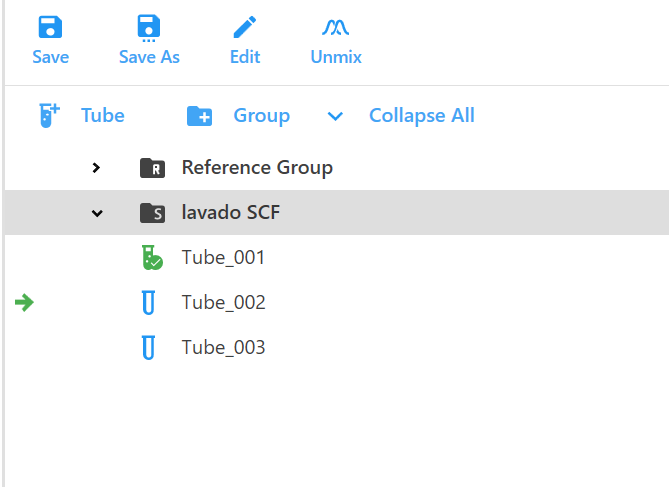 Save Save As Edit Unmix
Tube Group Collapse All
R Reference Group
S lavado SCF
Tube_001
Tube_002
Tube_003